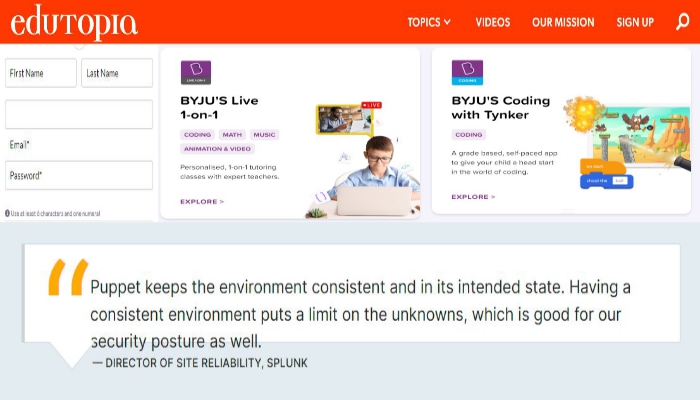 edutopia
TOPICS
VIDEOS
OUR MISSION
SIGN UP
First Name
Last Name
Email*
Password*
Use at least 6 characters and one numeral
BYJU'S Live
1-on-1
CODING
MATH
MUSIC
ANIMATION & VIDEO
Personalised, 1-on-1 tutoring
classes with expert teachers.
EXPLORE >
LIVE
CODING
BYJU'S Coding
with Tynker
CODING
A grade based, self-paced app
to give your child a head start
in the world of coding.
EXPLORE >
Puppet keeps the environment consistent and in its intended state. Having a
consistent environment puts a limit on the unknowns, which is good for our
security posture as well.
— DIRECTOR OF SITE RELIABILITY, SPLUNK